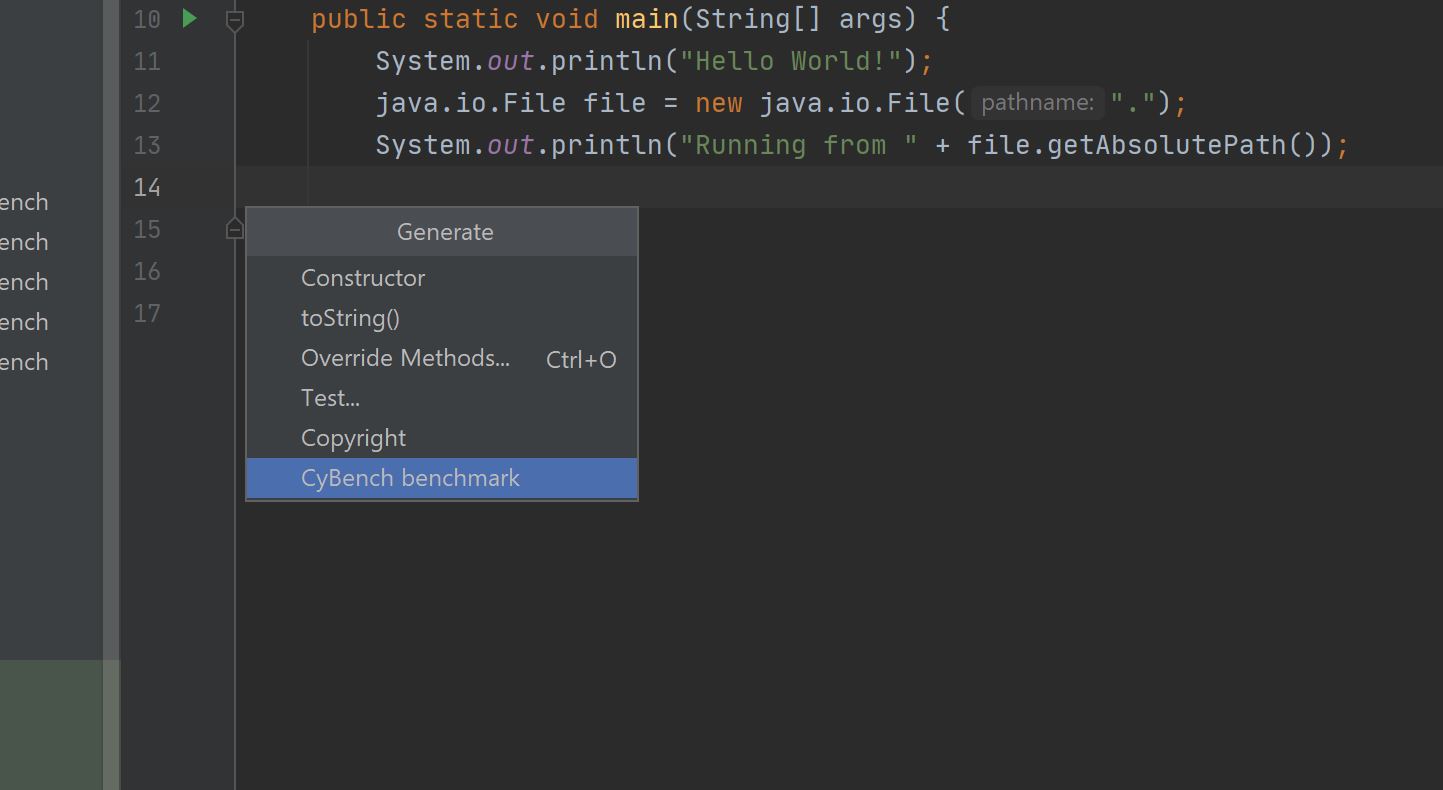 10 public static void main(String[] args) {
11 System.out.println("Hello World!");
12 java.io.File file = new java.io.File( pathname: ".");
13 System.out.println("Running from " + file.getAbsolutePath());
14
ench
15
Generate
ench
16
Constructor
ench
17
toString()
ench
Override Methods... Ctrl+O
ench
Test...
Copyright
CyBench benchmark